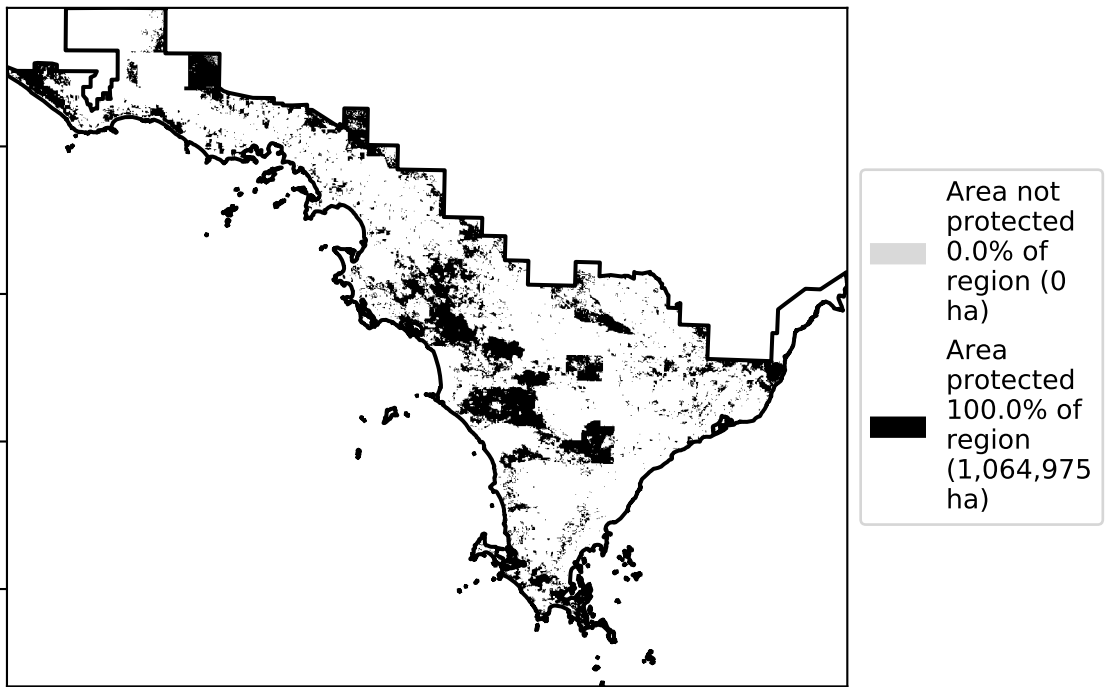 Area not
protected
0.0% of
region (0
ha)
Area
protected
100.0% of
region
(1,064,975
ha)